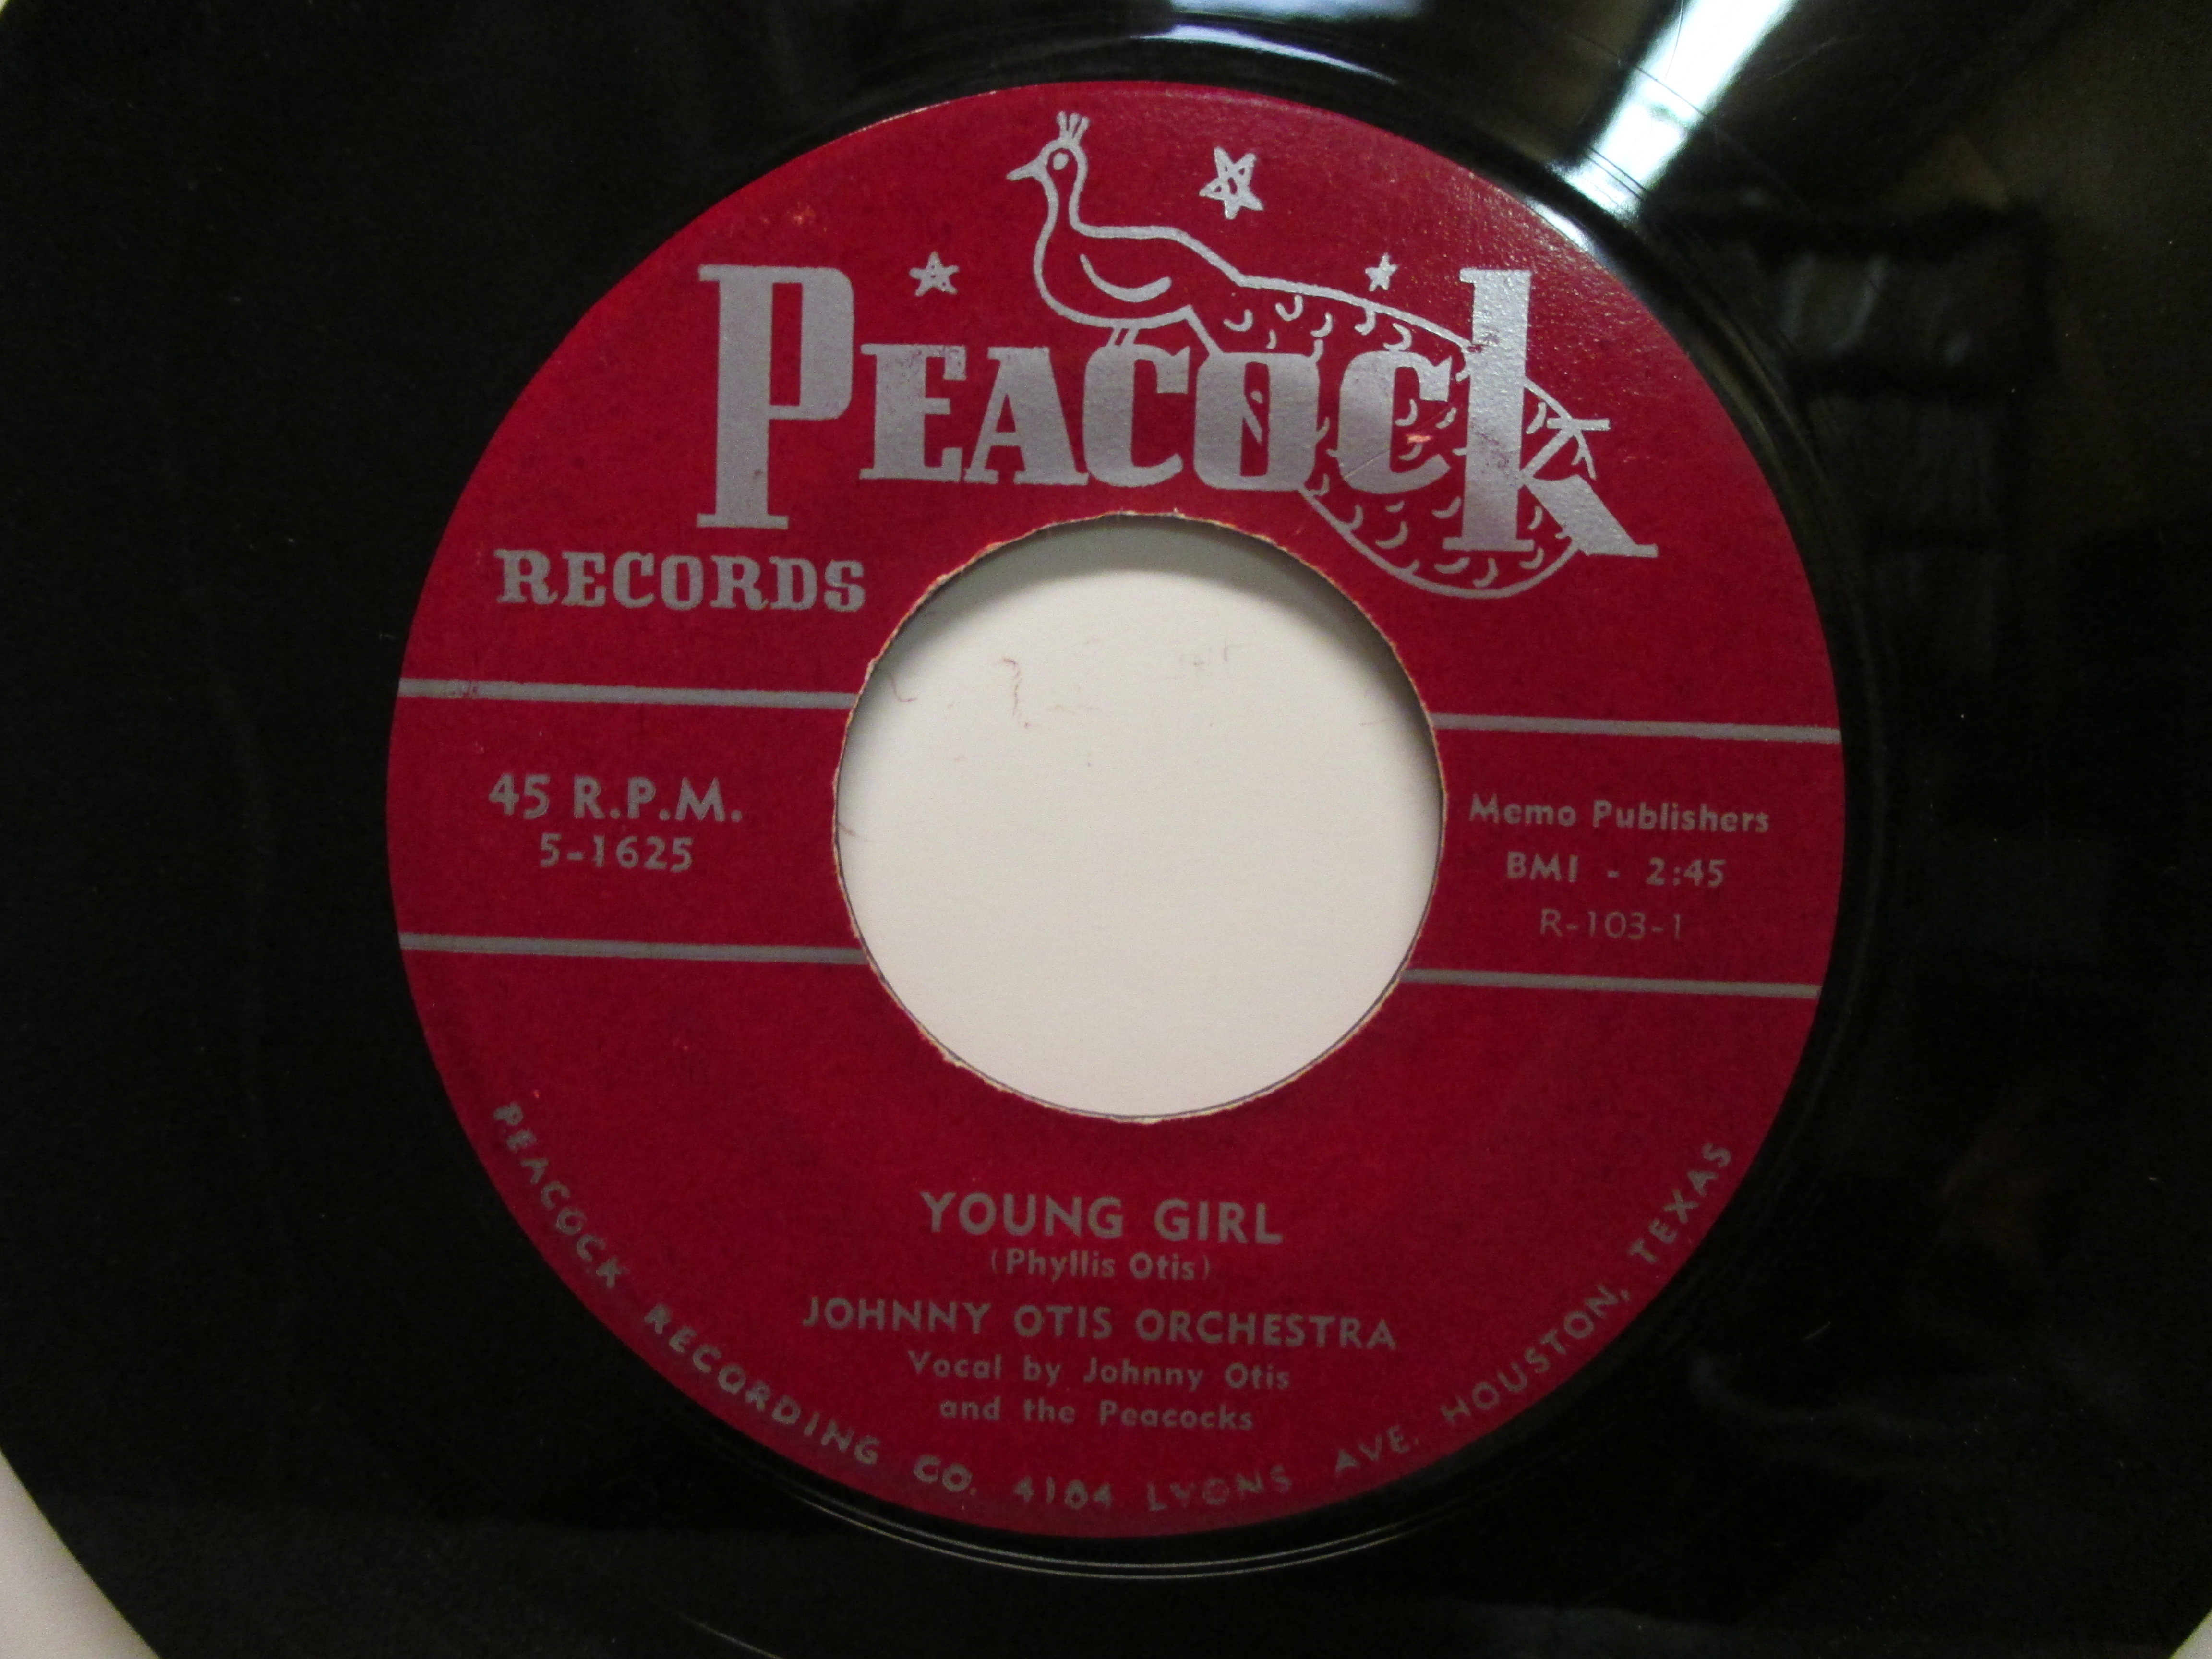 PEACOCK
RECORDS
45 R.P.M.
5-1625
Memo Publishers
BMI - 2:45
R-103-1
YOUNG GIRL
(Phyllis Otis)
JOHNNY OTIS ORCHESTRA
Vocal by Johnny Otis
and the Peacocks
PEACOCK RECORDING CO. 4104 LYONS AVE. HOUSTON, TEXAS